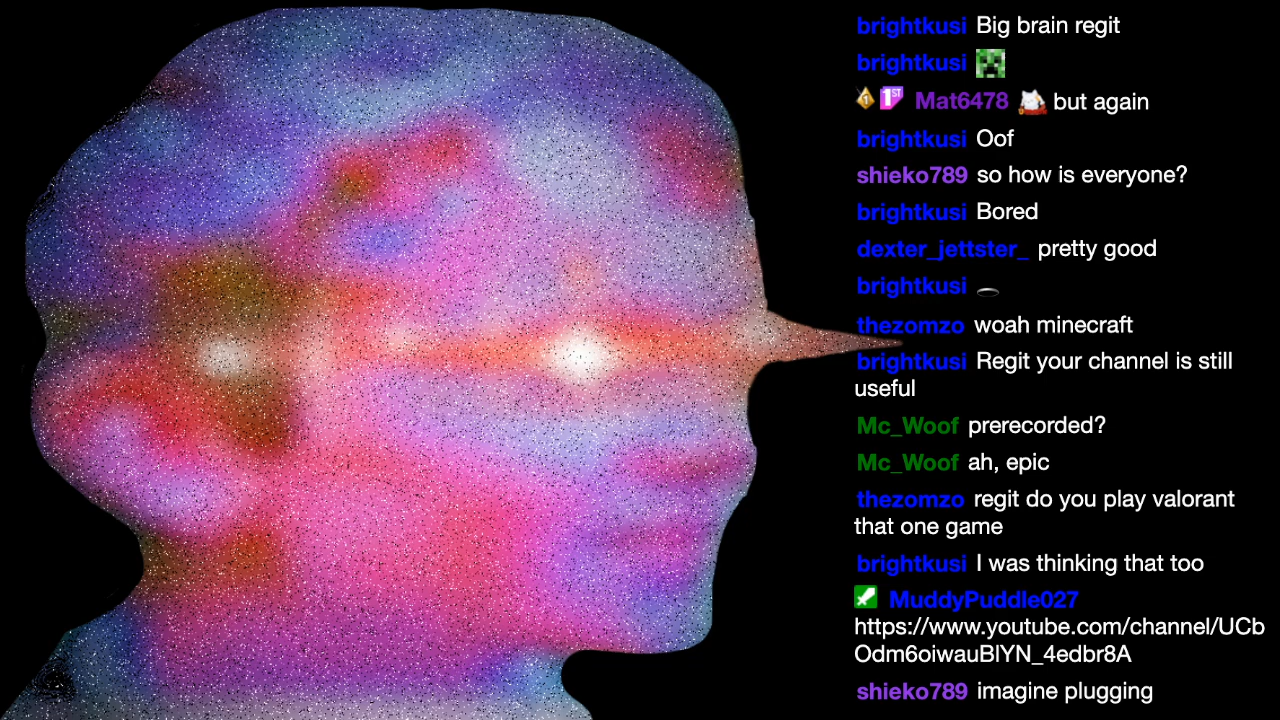 brightkusi Big brain regit
brightkusi
1 1ST Mat6478 but again
brightkusi Oof
shieko789 so how is everyone?
brightkusi Bored
dexter_jettster_ pretty good
brightkusi
thezomzo woah minecraft
brightkusi Regit your channel is still
useful
Mc_Woof prerecorded?
Mc_Woof ah, epic
thezomzo regit do you play valorant
that one game
brightkusi I was thinking that too
MuddyPuddle027
https://www.youtube.com/channel/UCb
Odm6oiwauBlYN_4edbr8A
shieko789 imagine plugging